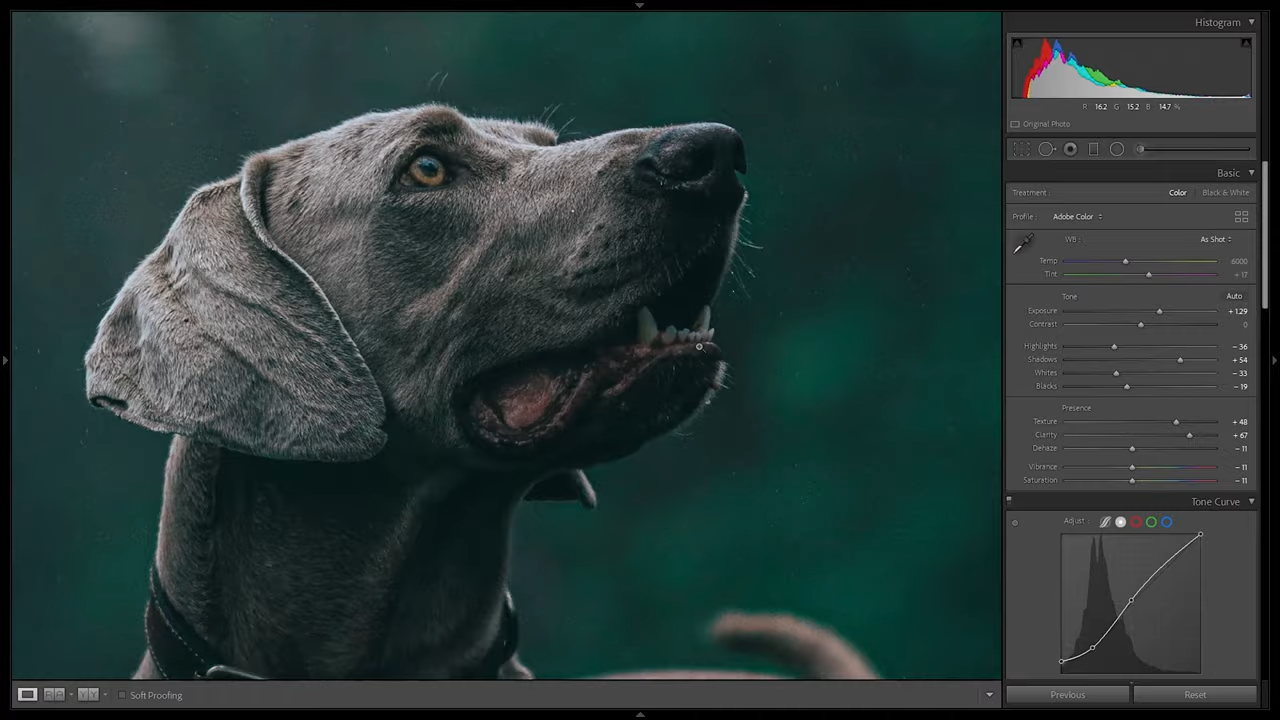 Histogram
R 16.2 G 15.2 B 14.7 %
Original Photo
Basic
Treatment : Color Black & White
Profile : Adobe Color
WB : As Shot
Temp 6000
Tint + 17
Tone Auto
Exposure + 1.29
Contrast 0
Highlights − 36
Shadows + 54
Whites − 33
Blacks − 19
Presence
Texture + 48
Clarity + 67
Dehaze − 11
Vibrance − 11
Saturation − 11
Tone Curve
Adjust :
Soft Proofing
Previous Reset